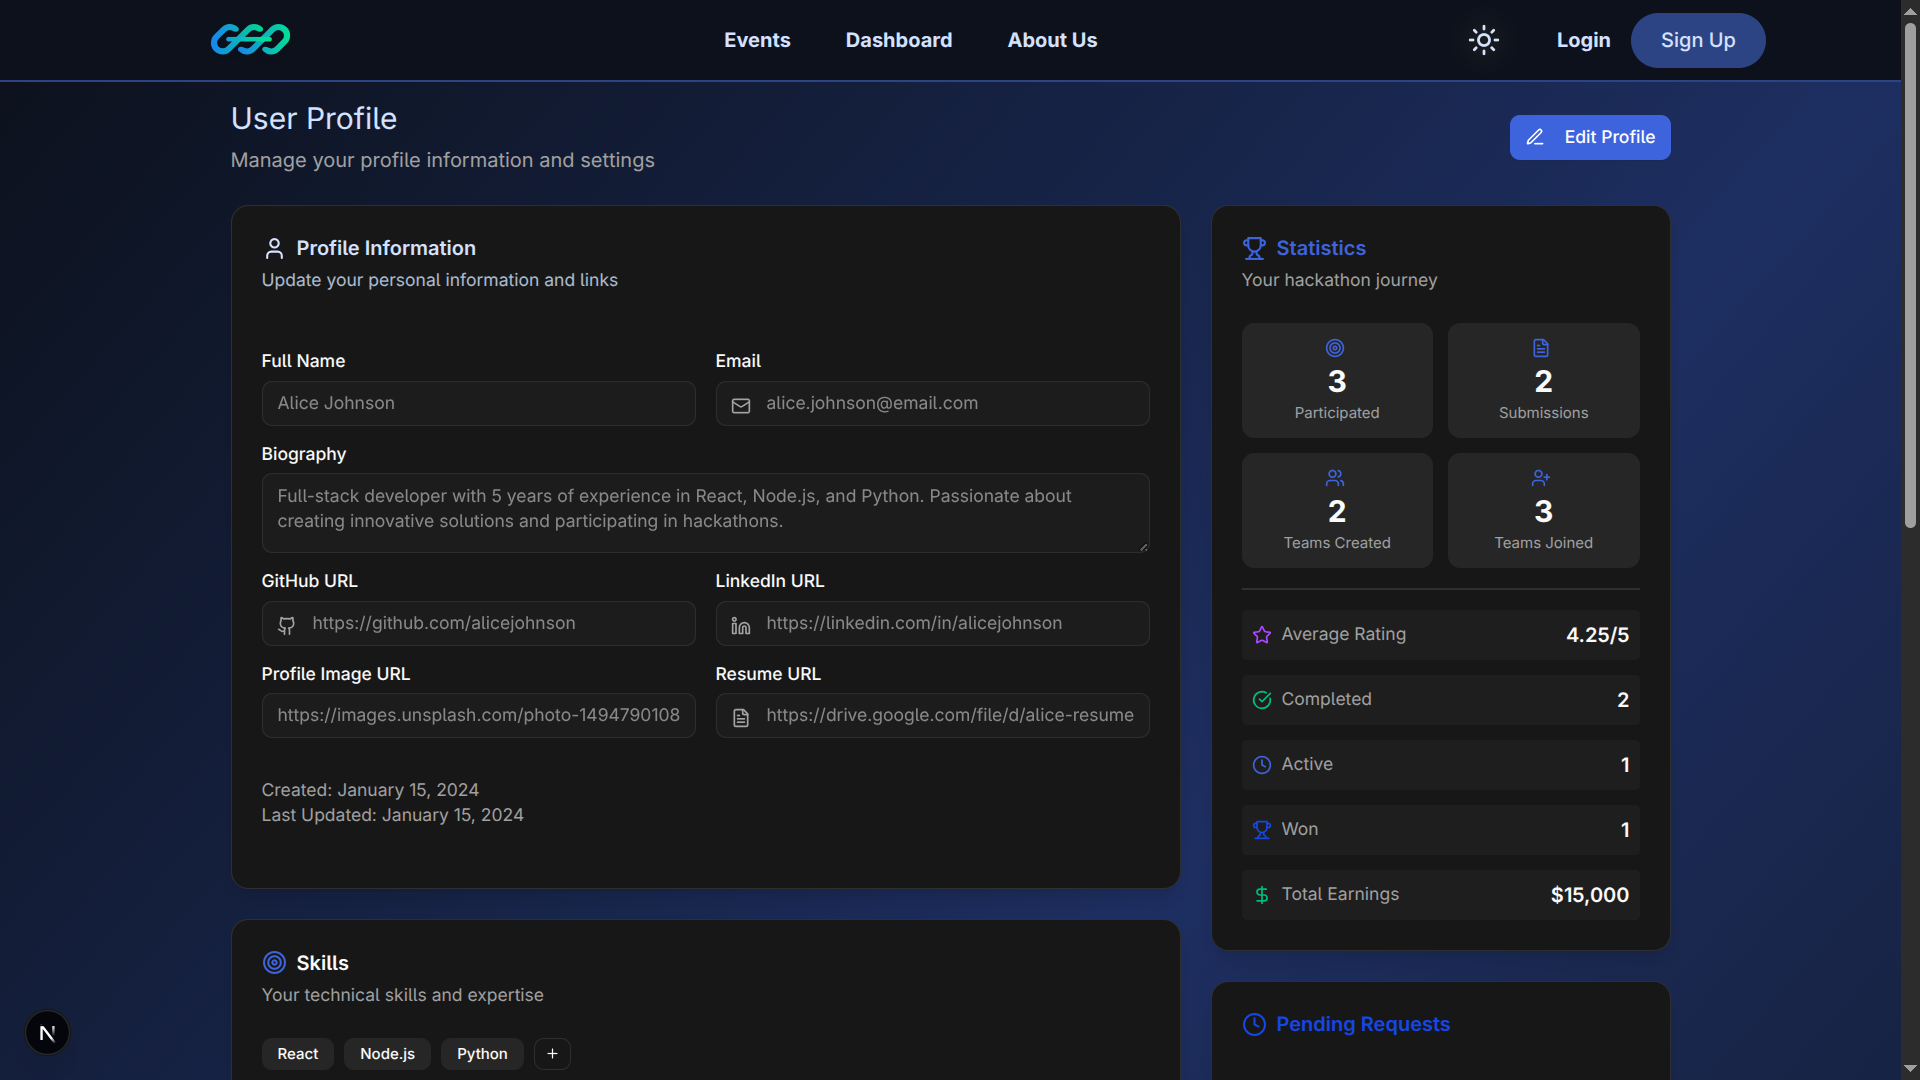 Events
Dashboard
About Us
Login
Sign Up
User Profile
Manage your profile information and settings
Edit Profile
Profile Information
Update your personal information and links
Full Name
Alice Johnson
Email
alice.johnson@email.com
Biography
Full-stack developer with 5 years of experience in React, Node.js, and Python. Passionate about
creating innovative solutions and participating in hackathons.
GitHub URL
https://github.com/alicejohnson
LinkedIn URL
https://linkedin.com/in/alicejohnson
Profile Image URL
https://images.unsplash.com/photo-1494790108
Resume URL
https://drive.google.com/file/d/alice-resume
Created: January 15, 2024
Last Updated: January 15, 2024
Skills
Your technical skills and expertise
React
Node.js
Python
+
Statistics
Your hackathon journey
3
Participated
2
Submissions
2
Teams Created
3
Teams Joined
Average Rating
4.25/5
Completed
2
Active
1
Won
1
Total Earnings
$15,000
Pending Requests
N